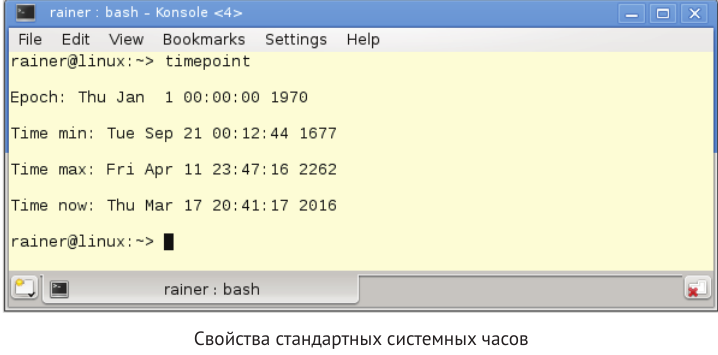 rainer : bash – Konsole <4>
File Edit View Bookmarks Settings Help
rainer@linux:~> timepoint
Epoch: Thu Jan  1 00:00:00 1970
Time min: Tue Sep 21 00:12:44 1677
Time max: Fri Apr 11 23:47:16 2262
Time now: Thu Mar 17 20:41:17 2016
rainer@linux:~>
rainer : bash
Свойства стандартных системных часов